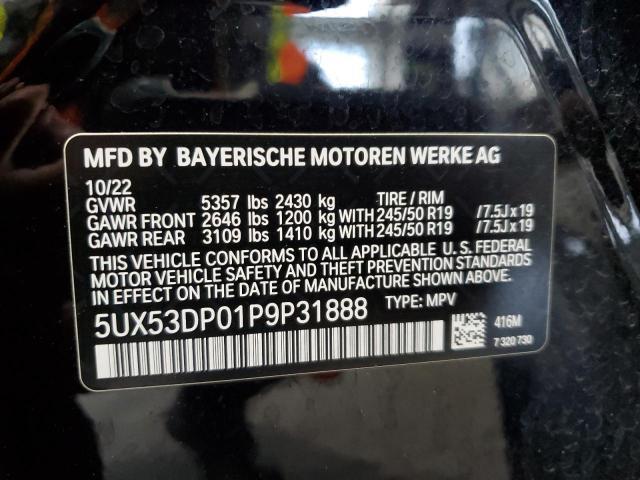 MFD BY BAYERISCHE MOTOREN WERKE AG
10/22
GVWR 5357 lbs 2430 kg TIRE / RIM
GAWR FRONT 2646 lbs 1200 kg WITH 245/50 R19 /7.5J x 19
GAWR REAR 3109 lbs 1410 kg WITH 245/50 R19 /7.5J x 19
THIS VEHICLE CONFORMS TO ALL APPLICABLE U. S. FEDERAL
MOTOR VEHICLE SAFETY AND THEFT PREVENTION STANDARDS
IN EFFECT ON THE DATE OF MANUFACTURE SHOWN ABOVE.
5UX53DP01P9P31888 TYPE: MPV
416M
7 320 730